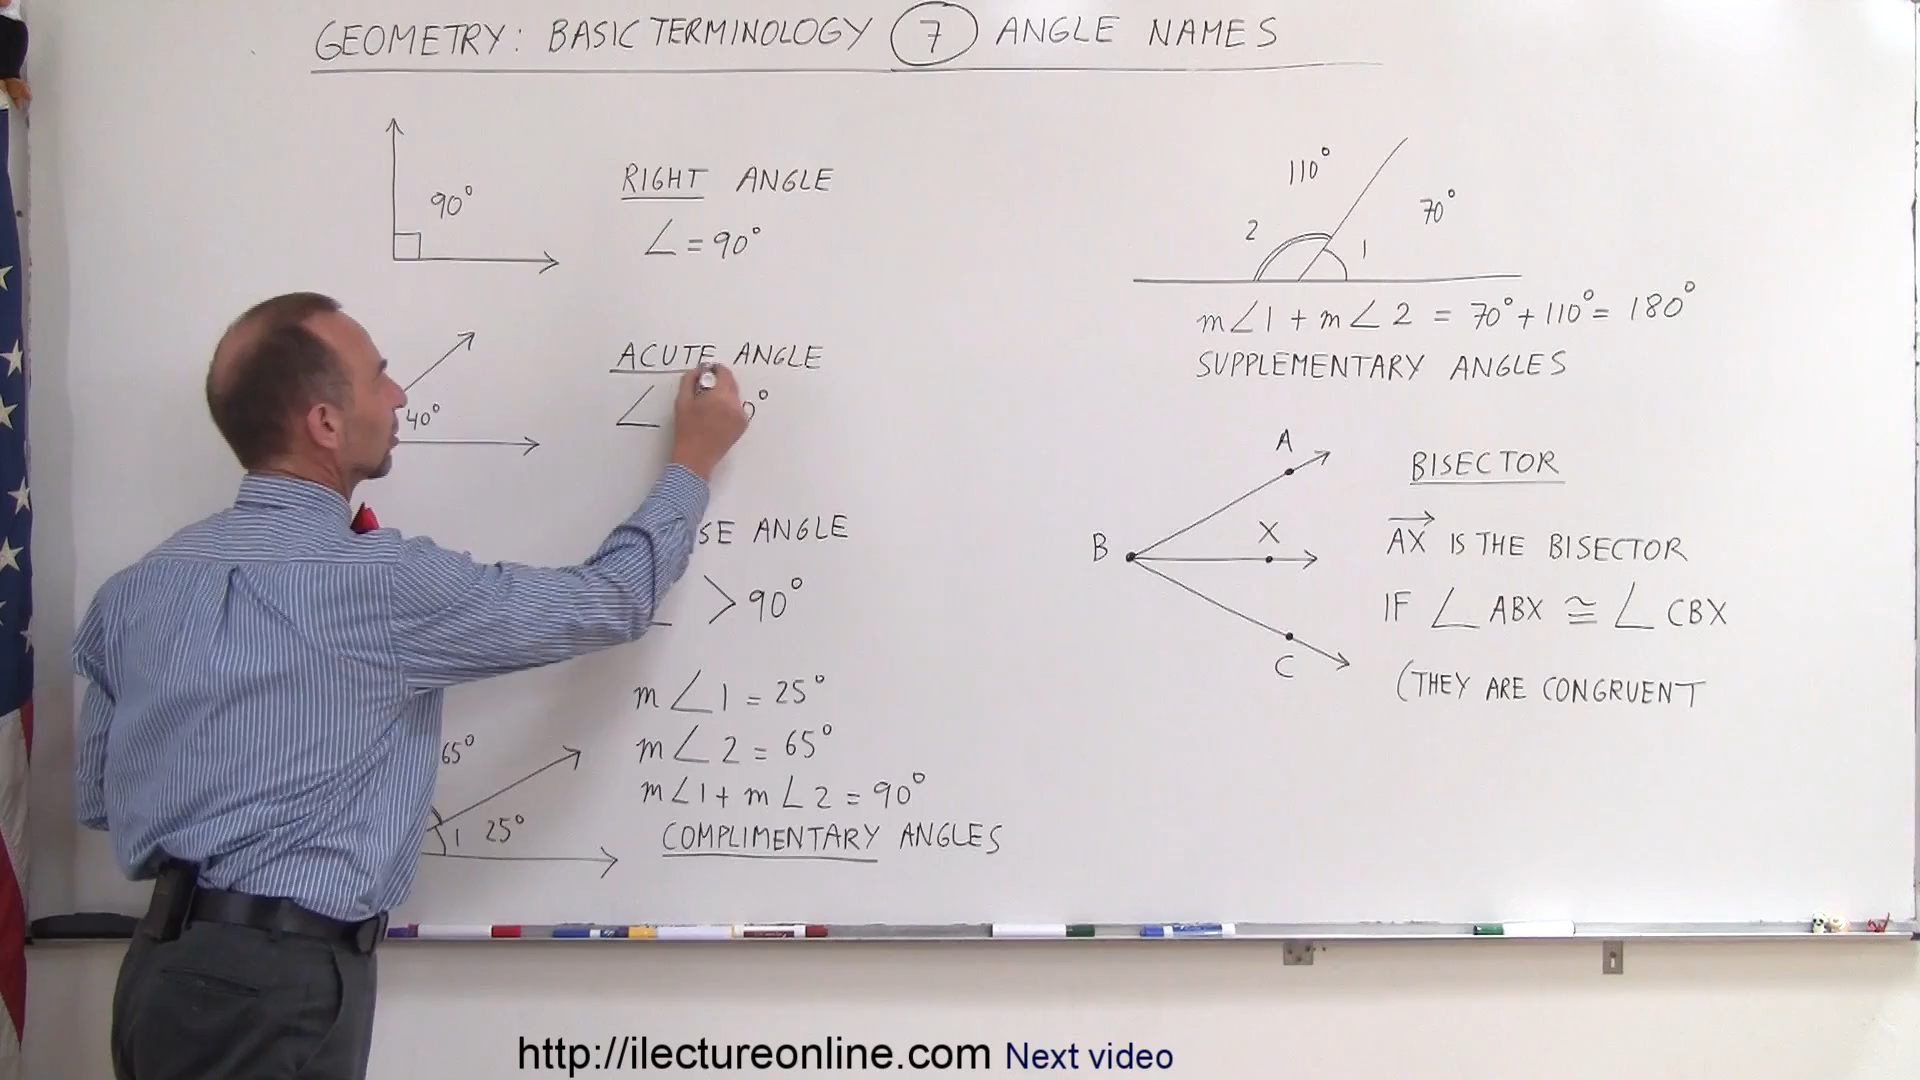 GEOMETRY: BASIC TERMINOLOGY 7 ANGLE NAMES
90°
RIGHT ANGLE
∠ = 90°
40°
ACUTE ANGLE
∠ 0°
SE ANGLE
> 90°
65°
1 25°
m∠1 = 25°
m∠2 = 65°
m∠1 + m∠2 = 90°
COMPLIMENTARY ANGLES
110°
70°
2
1
m∠1 + m∠2 = 70° + 110° = 180°
SUPPLEMENTARY ANGLES
A
B
X
C
BISECTOR
AX IS THE BISECTOR
IF ∠ABX ≅ ∠CBX
(THEY ARE CONGRUENT
http://ilectureonline.com Next video